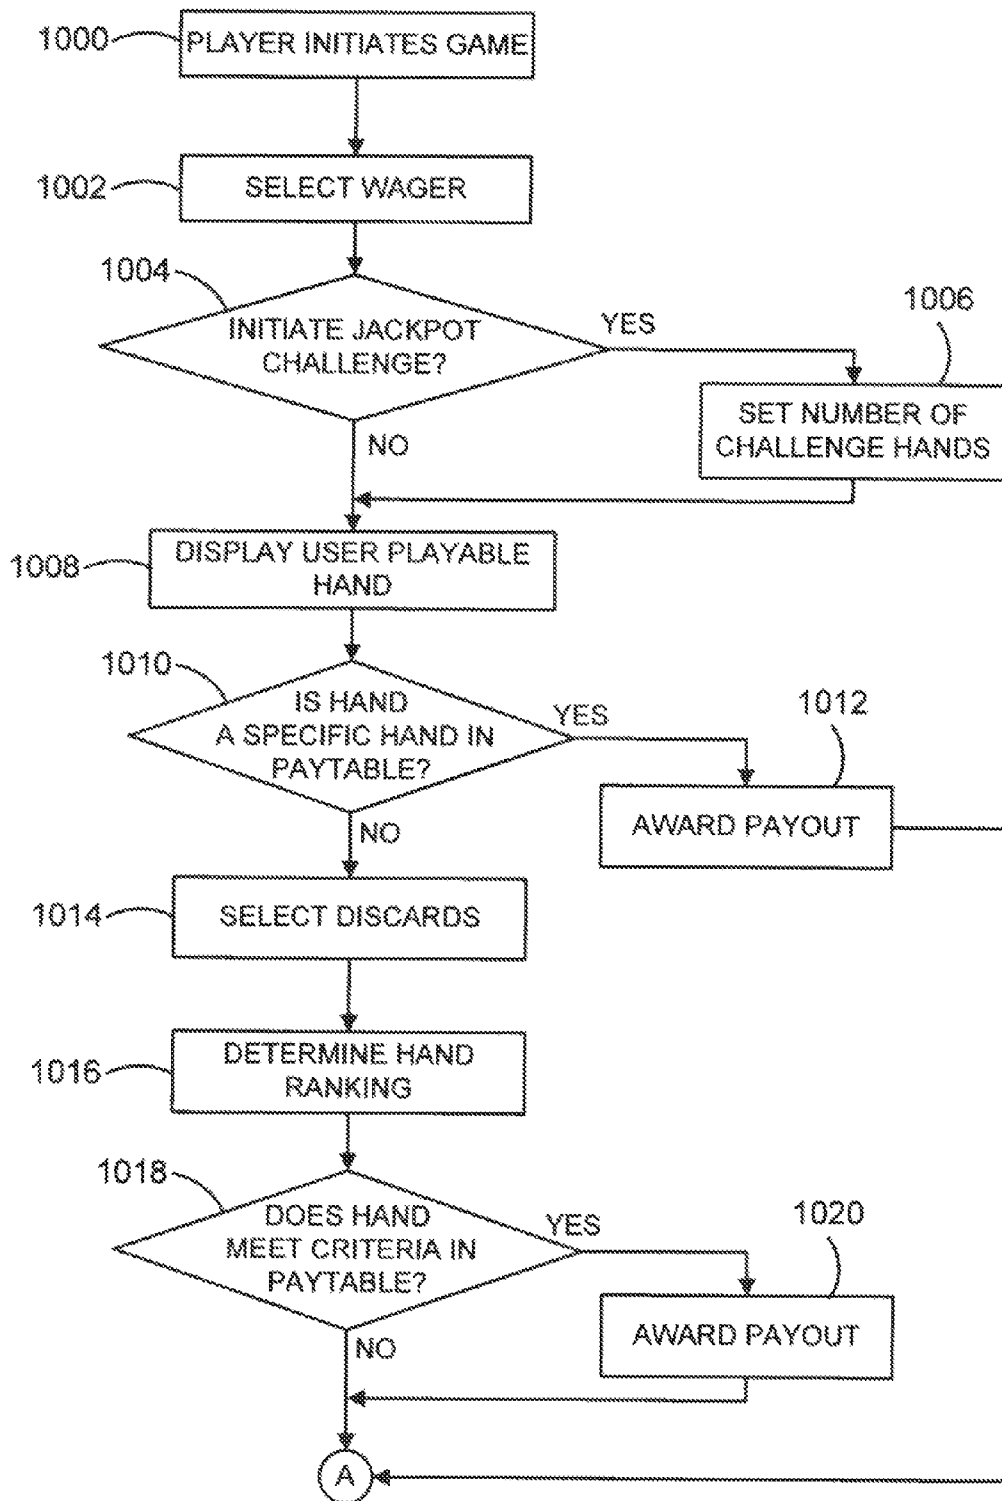 1000
PLAYER INITIATES GAME
1002
SELECT WAGER
1004
INITIATE JACKPOT
CHALLENGE?
YES
1006
SET NUMBER OF
CHALLENGE HANDS
NO
1008
DISPLAY USER PLAYABLE
HAND
1010
IS HAND
A SPECIFIC HAND IN
PAYTABLE?
YES
1012
AWARD PAYOUT
NO
1014
SELECT DISCARDS
1016
DETERMINE HAND
RANKING
1018
DOES HAND
MEET CRITERIA IN
PAYTABLE?
YES
1020
AWARD PAYOUT
NO
A